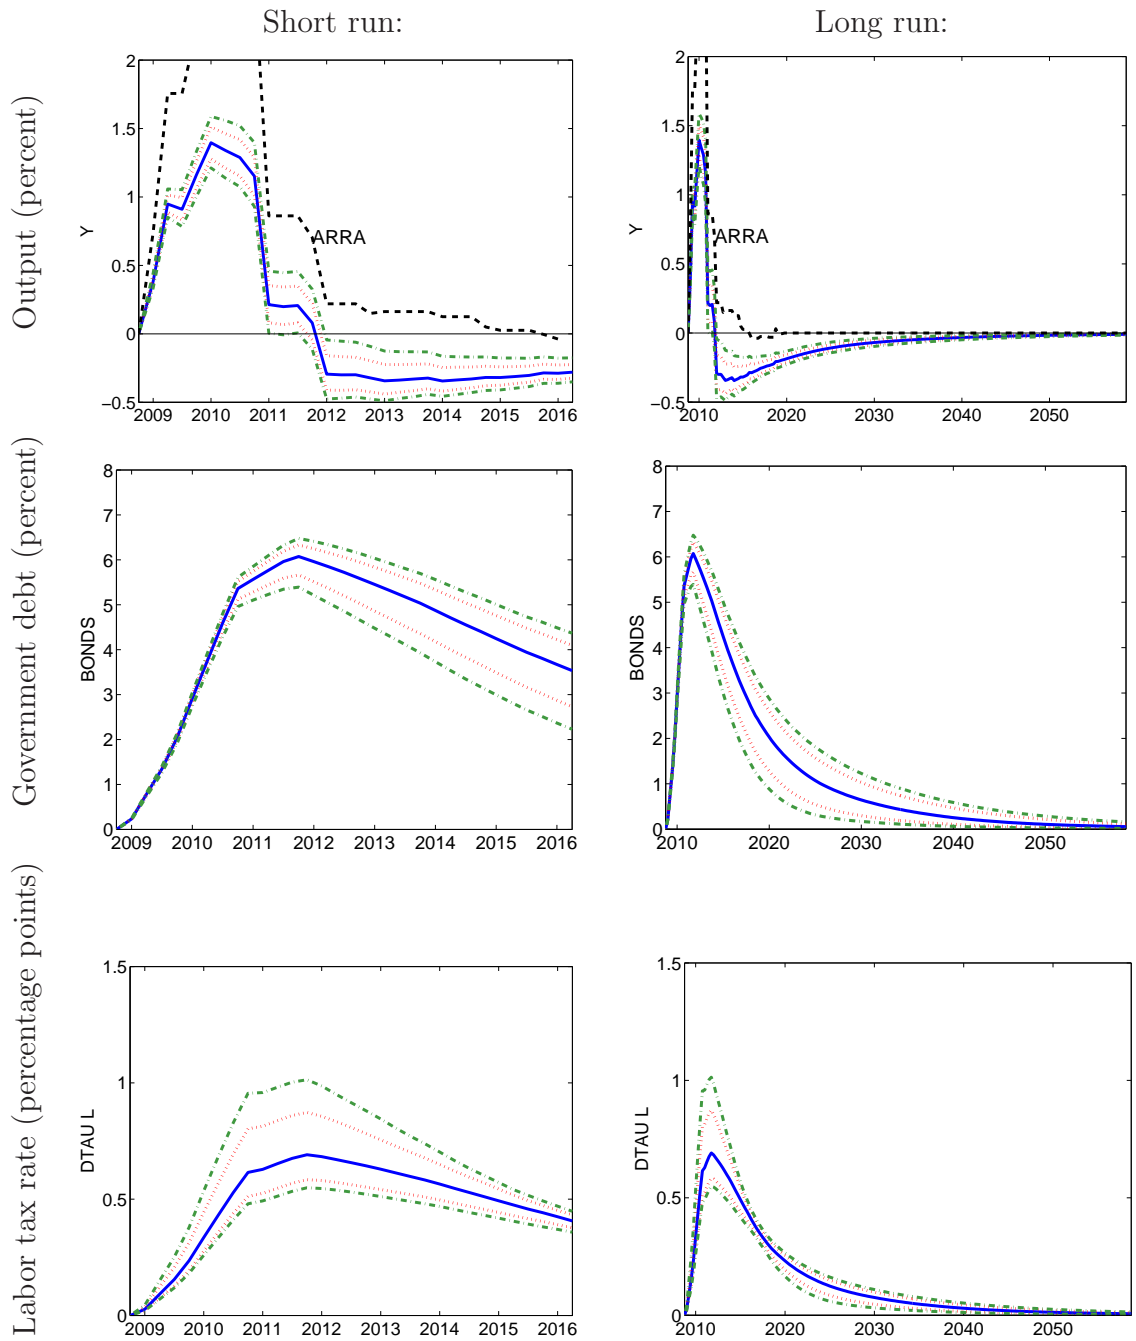 Short run:
Long run:
Output (percent)
Y
2
1.5
1
0.5
0
−0.5
ARRA
2009 2010 2011 2012 2013 2014 2015 2016
Y
2
1.5
1
0.5
0
−0.5
ARRA
2010 2020 2030 2040 2050
Government debt (percent)
BONDS
8
7
6
5
4
3
2
1
0
2009 2010 2011 2012 2013 2014 2015 2016
BONDS
8
7
6
5
4
3
2
1
0
2010 2020 2030 2040 2050
Labor tax rate (percentage points)
DTAU L
1.5
1
0.5
0
2009 2010 2011 2012 2013 2014 2015 2016
DTAU L
1.5
1
0.5
0
2010 2020 2030 2040 2050